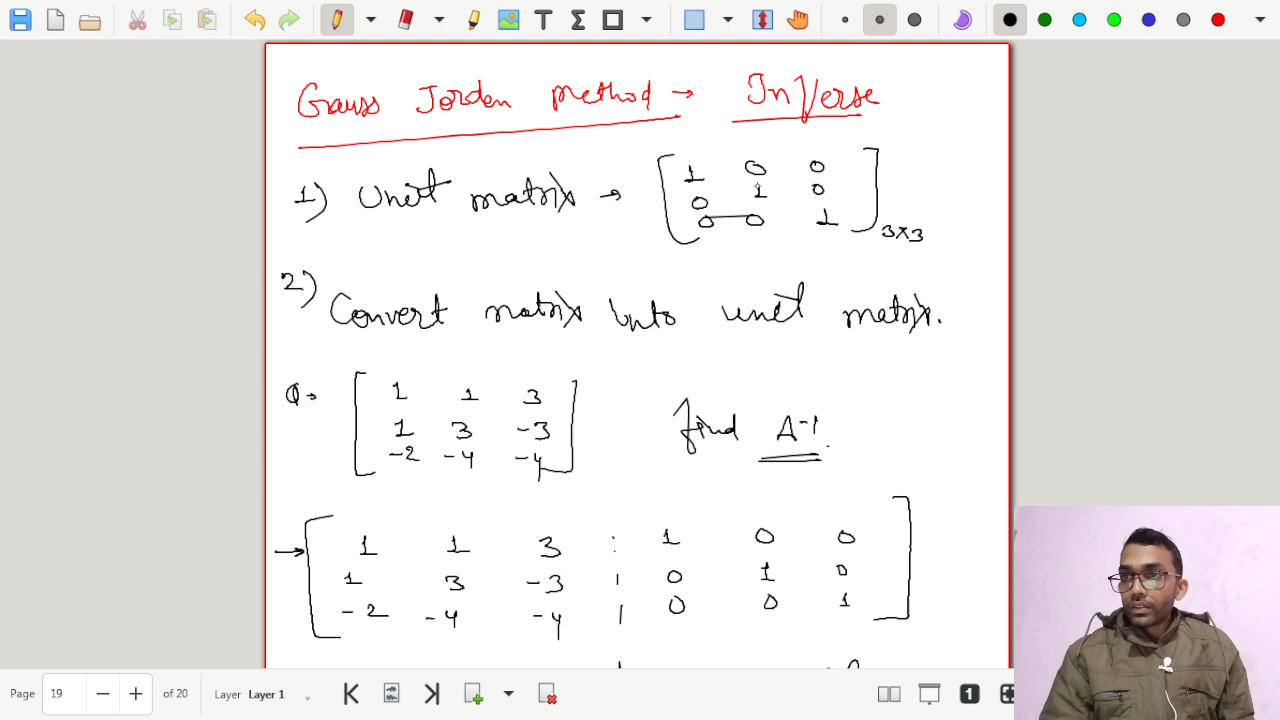 Gauss Jorden Method → InVerse
1) Unit matrix → [ 1 0 0
0 1 0
0 0 1 ] 3x3
2) Convert matrix into unit matrix.
Q → [ 1 1 3
1 3 -3
-2 -4 -4 ] find A-1.
→ [ 1 1 3 : 1 0 0
1 3 -3 | 0 1 0
-2 -4 -4 | 0 0 1 ]
Page 19 of 20 Layer Layer 1 1